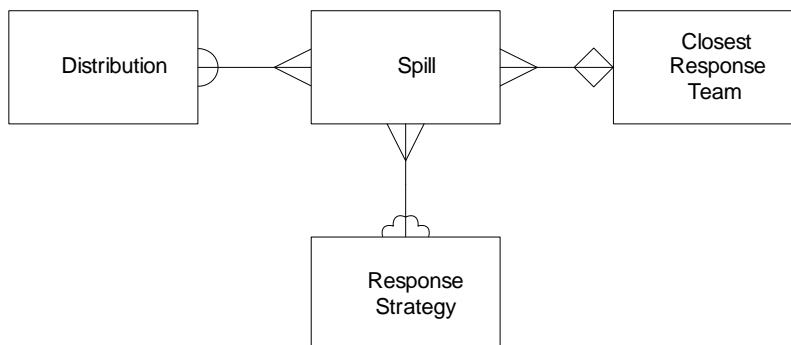 Distribution
Spill
Closest
Response
Team
Response
Strategy